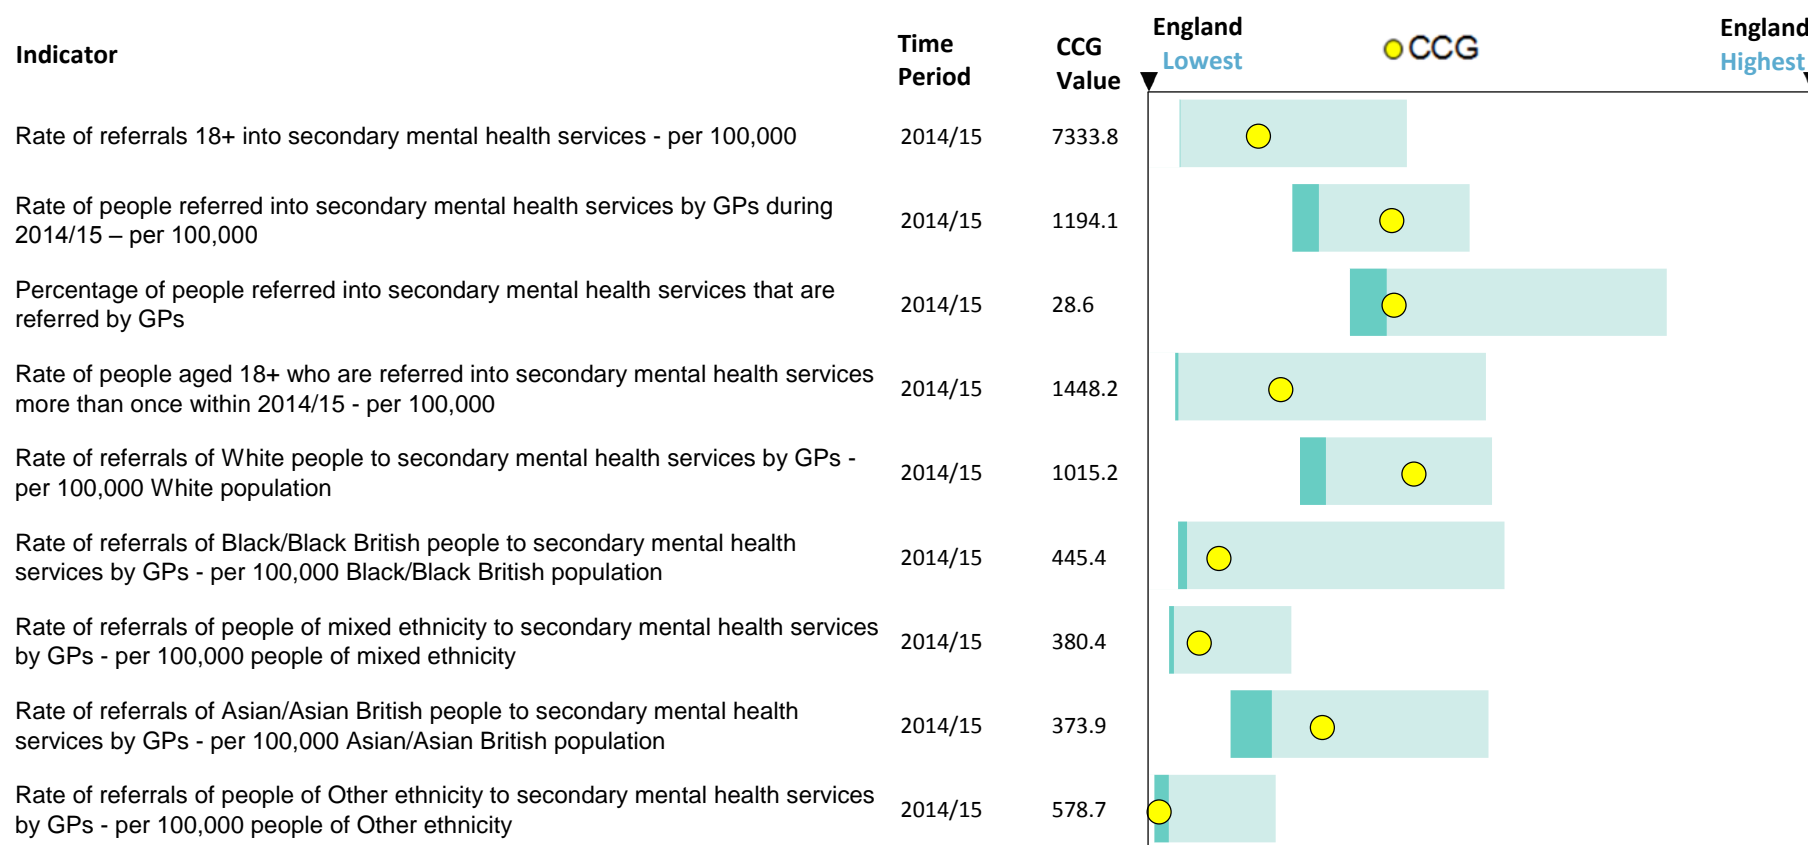 Indicator
Time Period
CCG Value
England Lowest
CCG
England Highest
Rate of referrals 18+ into secondary mental health services - per 100,000
2014/15
7333.8
Rate of people referred into secondary mental health services by GPs during
2014/15 – per 100,000
2014/15
1194.1
Percentage of people referred into secondary mental health services that are
referred by GPs
2014/15
28.6
Rate of people aged 18+ who are referred into secondary mental health services
more than once within 2014/15 - per 100,000
2014/15
1448.2
Rate of referrals of White people to secondary mental health services by GPs -
per 100,000 White population
2014/15
1015.2
Rate of referrals of Black/Black British people to secondary mental health
services by GPs - per 100,000 Black/Black British population
2014/15
445.4
Rate of referrals of people of mixed ethnicity to secondary mental health services
by GPs - per 100,000 people of mixed ethnicity
2014/15
380.4
Rate of referrals of Asian/Asian British people to secondary mental health
services by GPs - per 100,000 Asian/Asian British population
2014/15
373.9
Rate of referrals of people of Other ethnicity to secondary mental health services
by GPs - per 100,000 people of Other ethnicity
2014/15
578.7